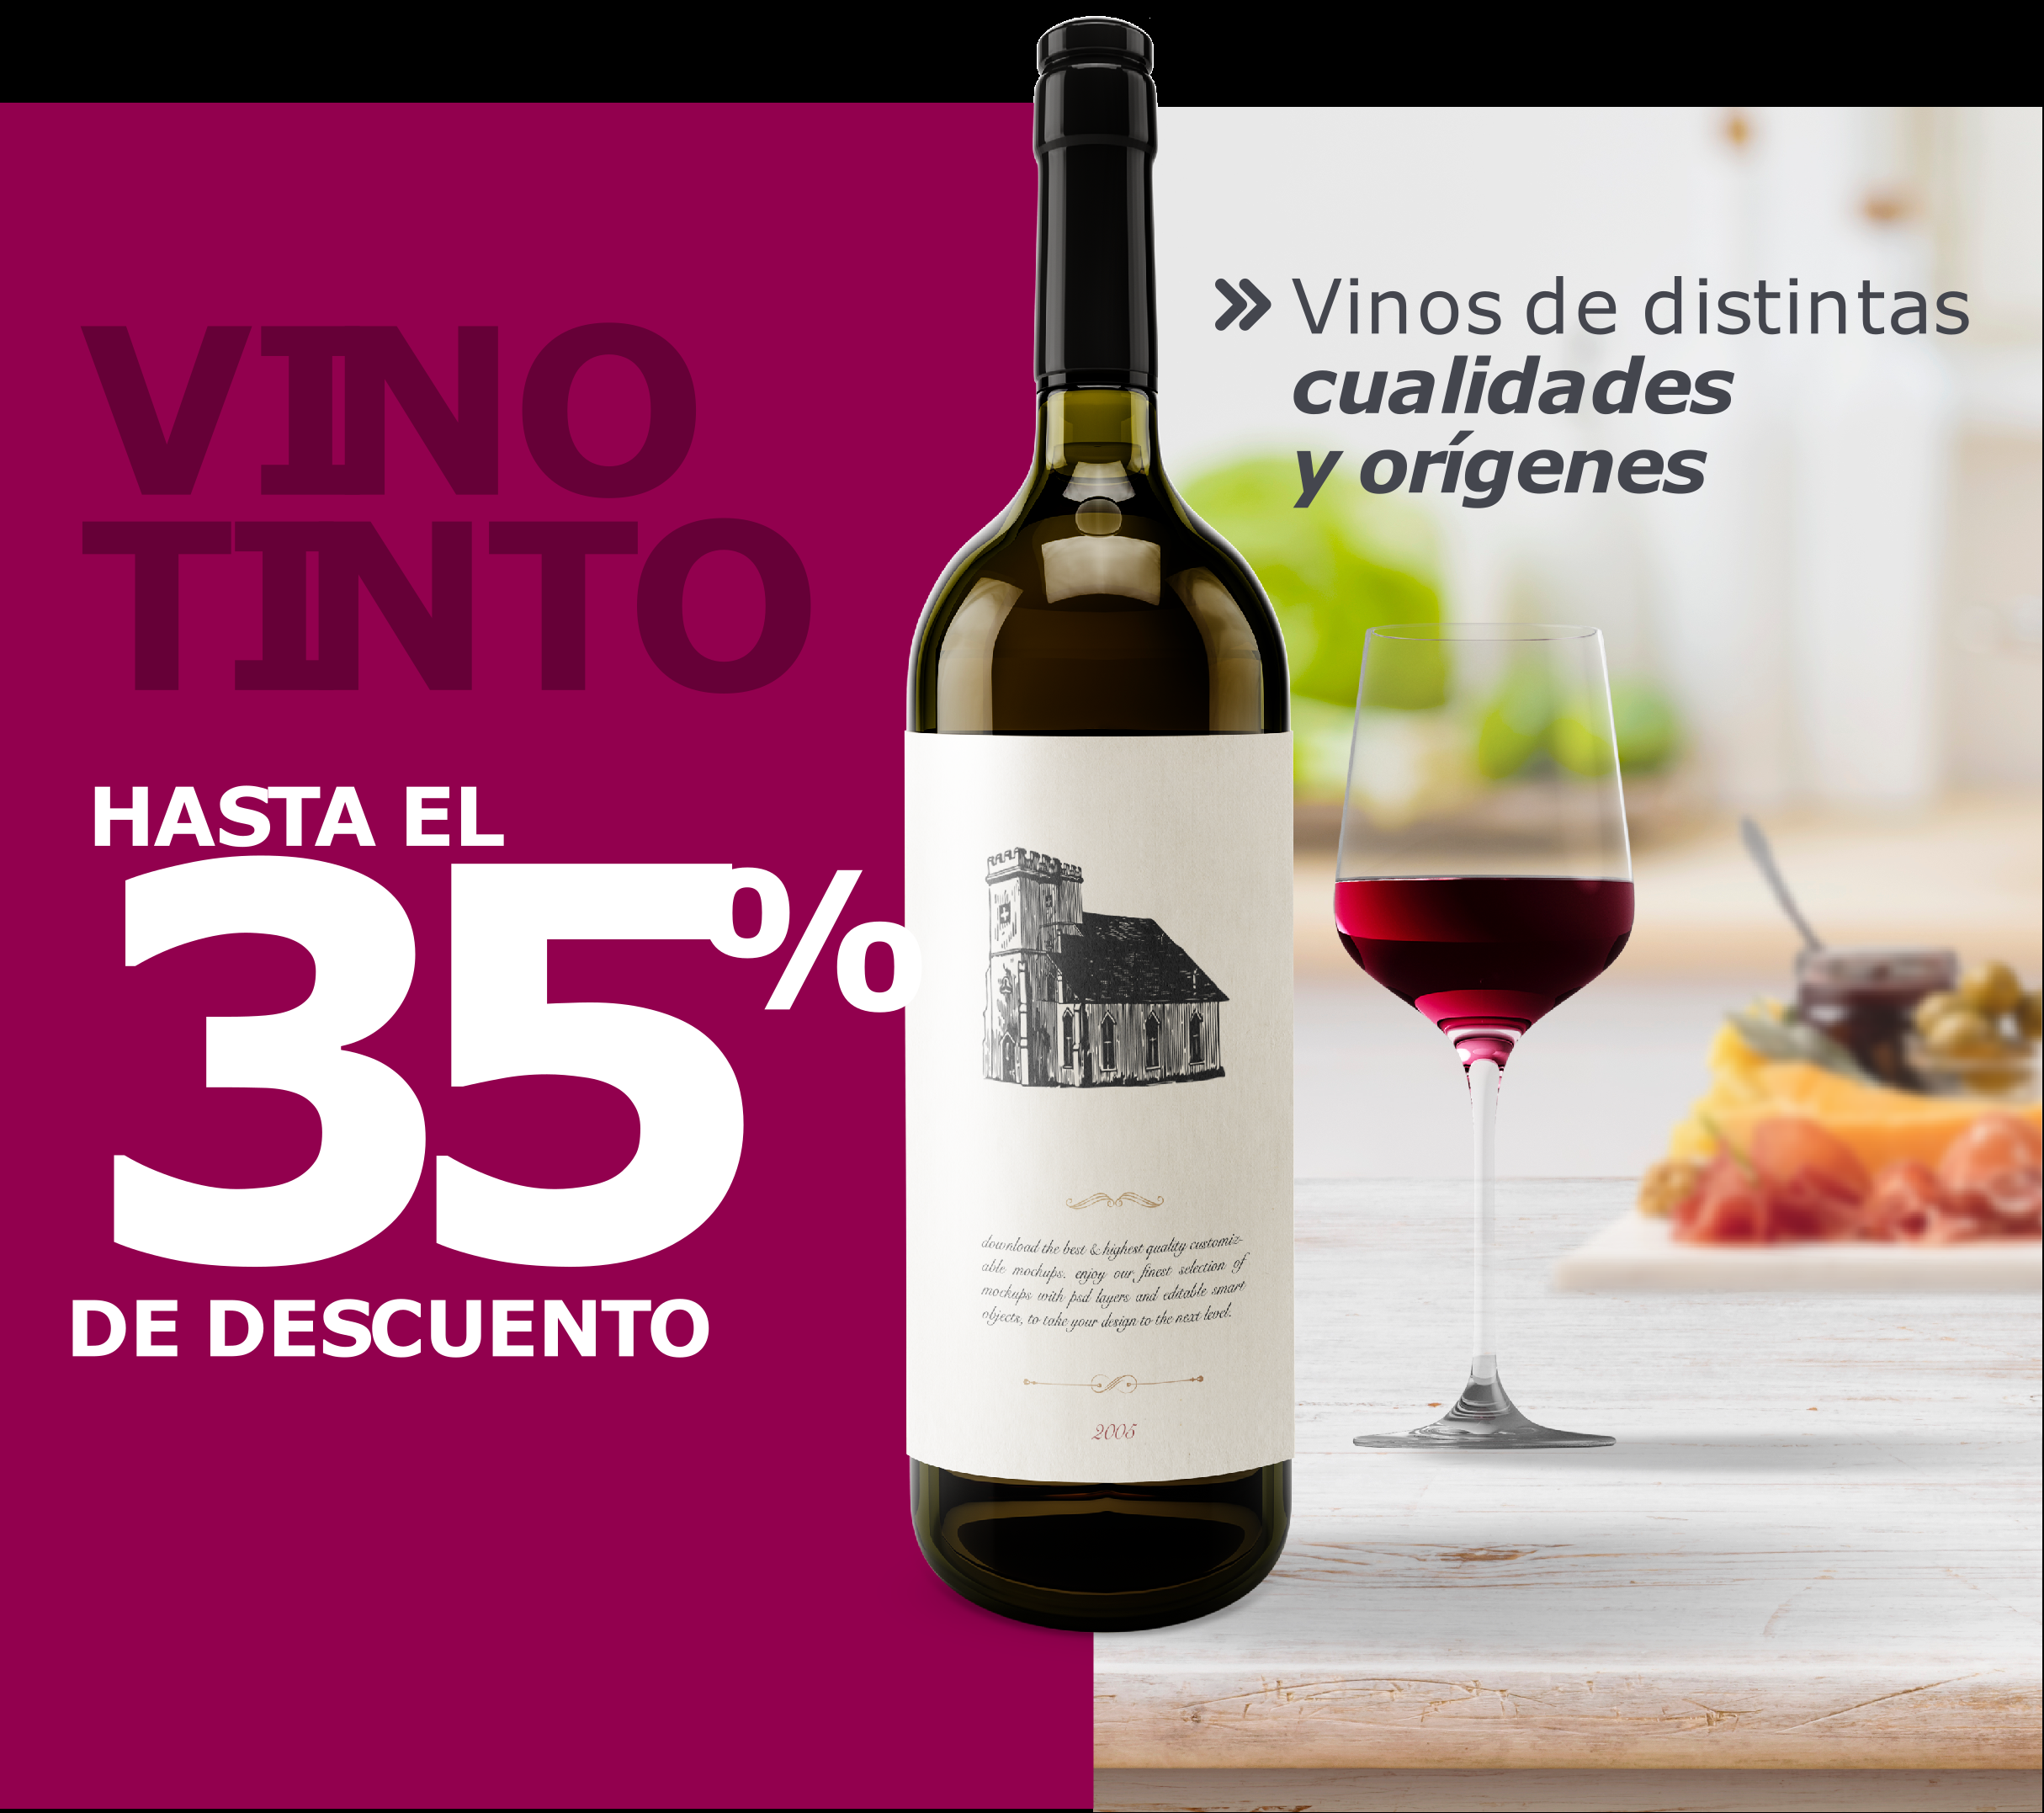 VINO
TINTO
HASTA EL
35%
DE DESCUENTO
» Vinos de distintas
cualidades
y orígenes
download the best & highest quality customiz-
able mockups. enjoy our finest selection of
mockups with psd layers and editable smart
objects, to take your design to the next level.
2005